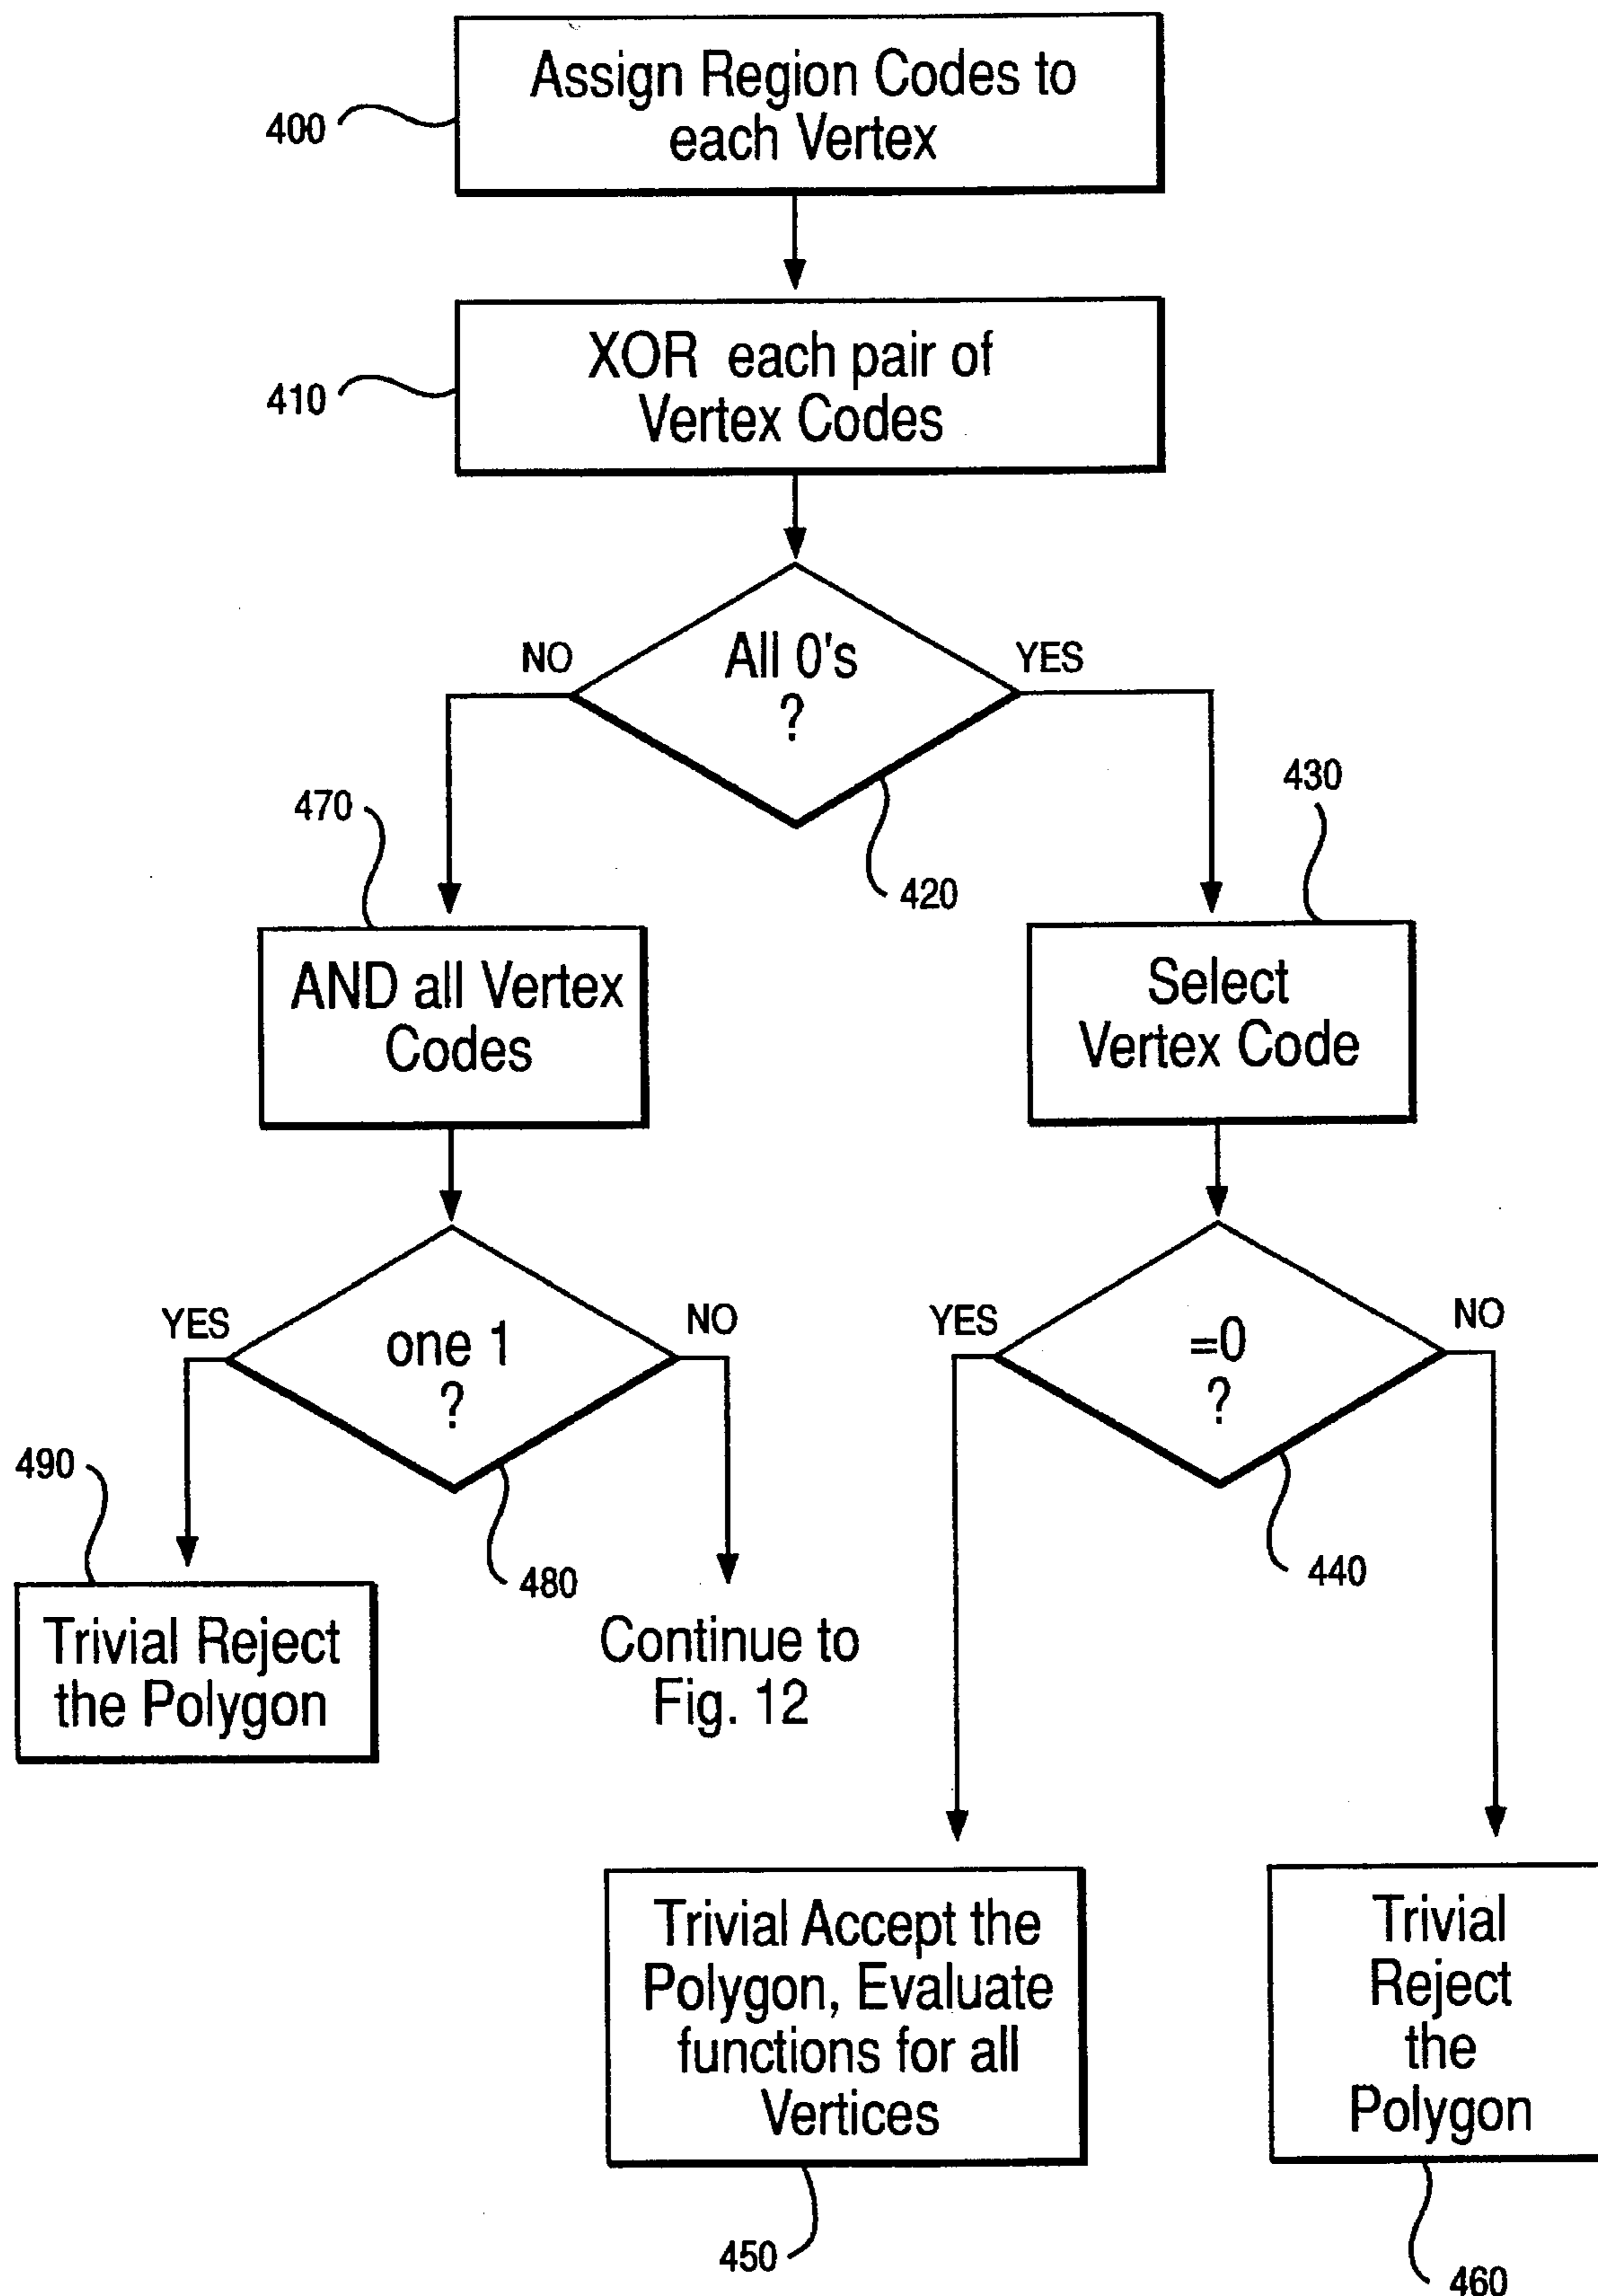 Assign Region Codes to
each Vertex
400
XOR each pair of
Vertex Codes
410
All 0's
?
NO
YES
420
470
430
AND all Vertex
Codes
Select
Vertex Code
YES
one 1
?
NO
YES
=0
?
NO
490
480
440
Trivial Reject
the Polygon
Continue to
Fig. 12
Trivial Accept the
Polygon, Evaluate
functions for all
Vertices
Trivial
Reject
the
Polygon
450
460